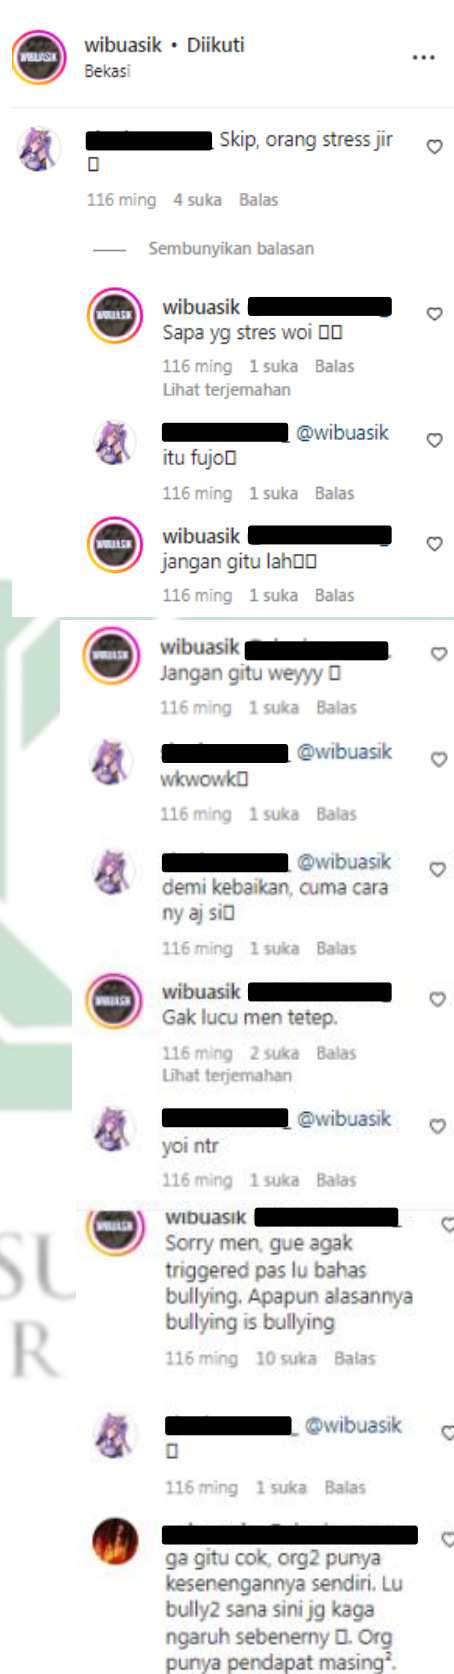 wibuasik • Diikuti
Bekasi
Skip, orang stress jir
116 ming 4 suka Balas
Sembunyikan balasan
wibuasik
Sapa yg stres woi
116 ming 1 suka Balas
Lihat terjemahan
@wibuasik
itu fujo
116 ming 1 suka Balas
wibuasik
jangan gitu lah
116 ming 1 suka Balas
wibuasik
Jangan gitu weyyy
116 ming 1 suka Balas
@wibuasik
wkwowk
116 ming 1 suka Balas
@wibuasik
demi kebaikan, cuma cara
ny aj si
116 ming 1 suka Balas
wibuasik
Gak lucu men tetep.
116 ming 2 suka Balas
Lihat terjemahan
@wibuasik
yoi ntr
116 ming 1 suka Balas
wibuasik
Sorry men, gue agak
triggered pas lu bahas
bullying. Apapun alasannya
bullying is bullying
116 ming 10 suka Balas
@wibuasik
116 ming 1 suka Balas
ga gitu cok, org2 punya
kesenengannya sendiri. Lu
bully2 sana sini jg kaga
ngaruh sebenerny . Org
punya pendapat masing².
SU
R